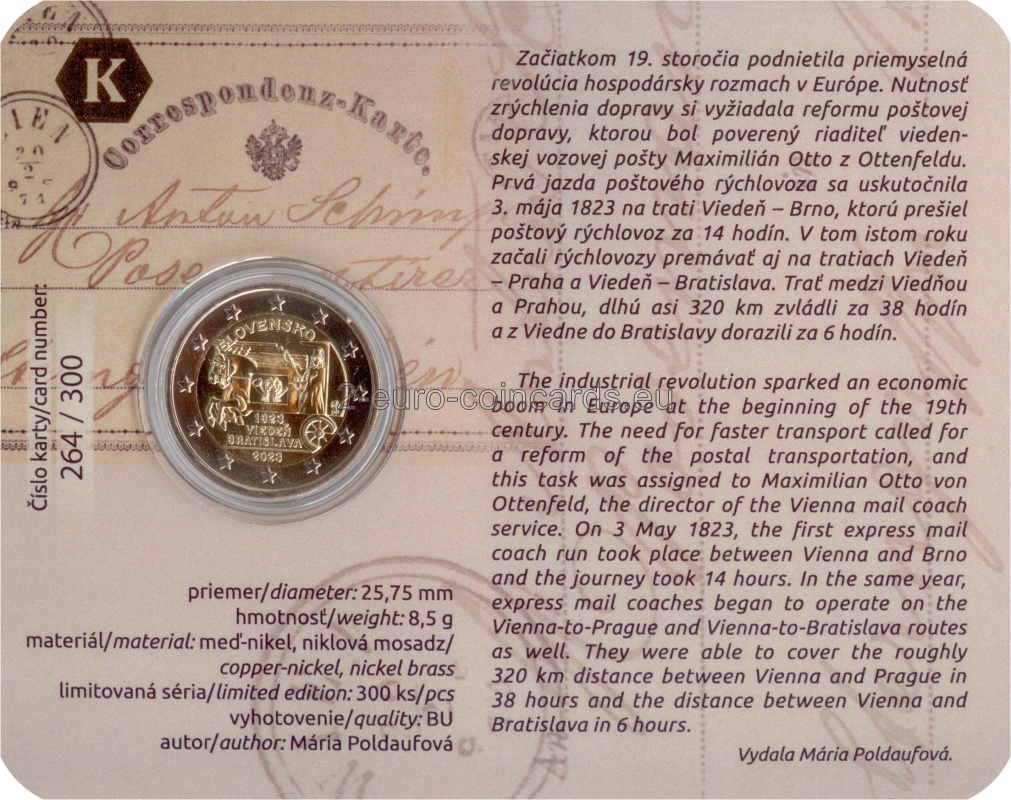 K
Correspondenz-Karte.
WIEN
An Anton Schimp
Číslo karty/card number:
264 / 300
SLOVENSKO
1823
VIEDEŇ
BRATISLAVA
2023
2-euro-coincards.eu
priemer/diameter: 25,75 mm
hmotnosť/weight: 8,5 g
materiál/material: meď-nikel, niklová mosadz/
copper-nickel, nickel brass
limitovaná séria/limited edition: 300 ks/pcs
vyhotovenie/quality: BU
autor/author: Mária Poldaufová
Začiatkom 19. storočia podnietila priemyselná
revolúcia hospodársky rozmach v Európe. Nutnosť
zrýchlenia dopravy si vyžiadala reformu poštovej
dopravy, ktorou bol poverený riaditeľ vieden-
skej vozovej pošty Maximilián Otto z Ottenfeldu.
Prvá jazda poštového rýchlovoza sa uskutočnila
3. mája 1823 na trati Viedeň – Brno, ktorú prešiel
poštový rýchlovoz za 14 hodín. V tom istom roku
začali rýchlovozy premávať aj na tratiach Viedeň
– Praha a Viedeň – Bratislava. Trať medzi Viedňou
a Prahou, dlhú asi 320 km zvládli za 38 hodín
a z Viedne do Bratislavy dorazili za 6 hodín.
The industrial revolution sparked an economic
boom in Europe at the beginning of the 19th
century. The need for faster transport called for
a reform of the postal transportation, and
this task was assigned to Maximilian Otto von
Ottenfeld, the director of the Vienna mail coach
service. On 3 May 1823, the first express mail
coach run took place between Vienna and Brno
and the journey took 14 hours. In the same year,
express mail coaches began to operate on the
Vienna-to-Prague and Vienna-to-Bratislava routes
as well. They were able to cover the roughly
320 km distance between Vienna and Prague in
38 hours and the distance between Vienna and
Bratislava in 6 hours.
Vydala Mária Poldaufová.